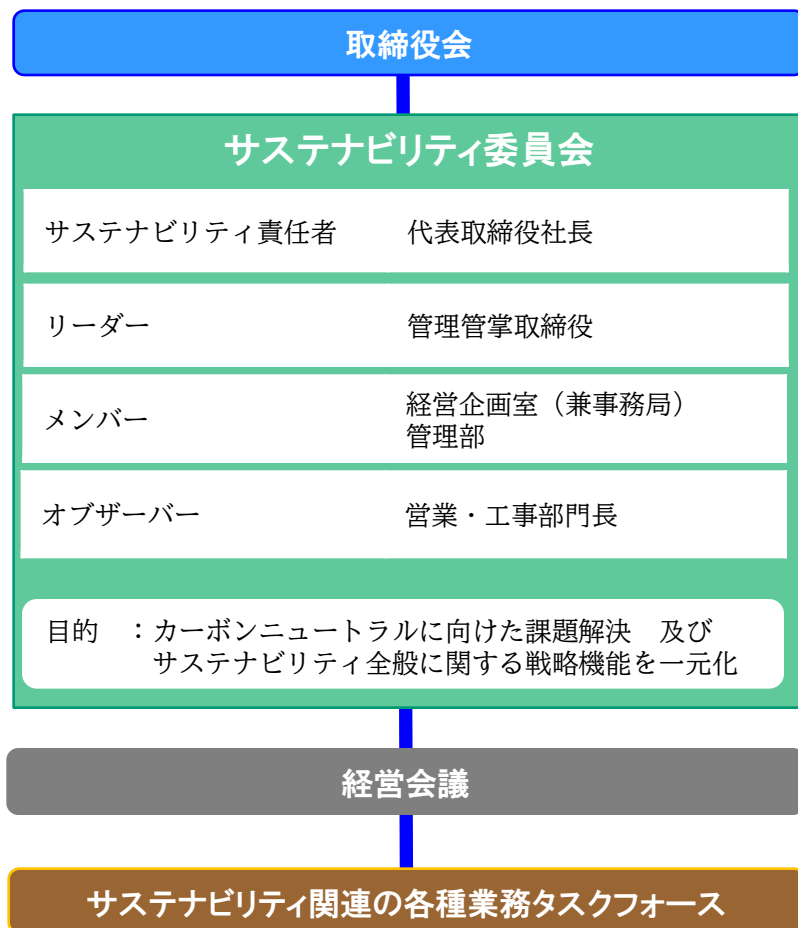 取締役会
サステナビリティ委員会
サステナビリティ責任者 代表取締役社長
リーダー 管理管掌取締役
メンバー 経営企画室（兼事務局）
管理部
オブザーバー 営業・工事部門長
目的　：カーボンニュートラルに向けた課題解決　及び
サステナビリティ全般に関する戦略機能を一元化
経営会議
サステナビリティ関連の各種業務タスクフォース